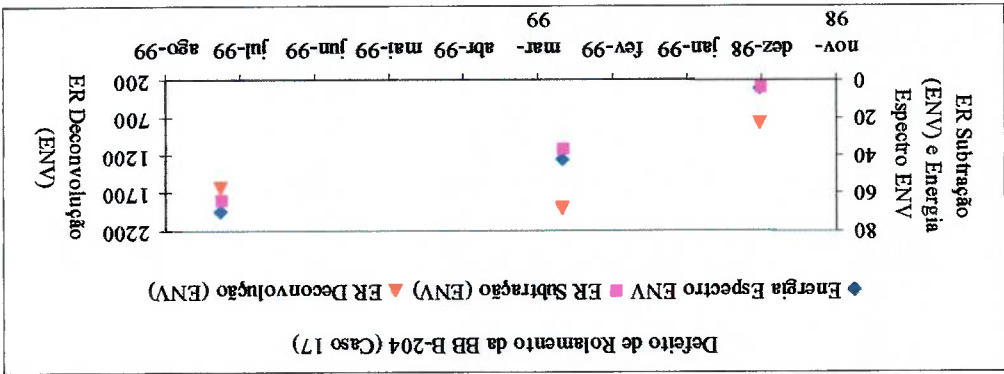 Defeito de Rolamento da BB B-204 (Caso 17)
Energia Espectro ENV ER Subtração (ENV) ER Deconvolução (ENV)
ER Subtração
(ENV) e Energia
Espectro ENV
80
60
40
20
0
2200
1700
1200
700
200
ER Deconvolução
(ENV)
nov-98
dez-98
jan-99
fev-99
mar-99
abr-99
mai-99
jun-99
jul-99
ago-99